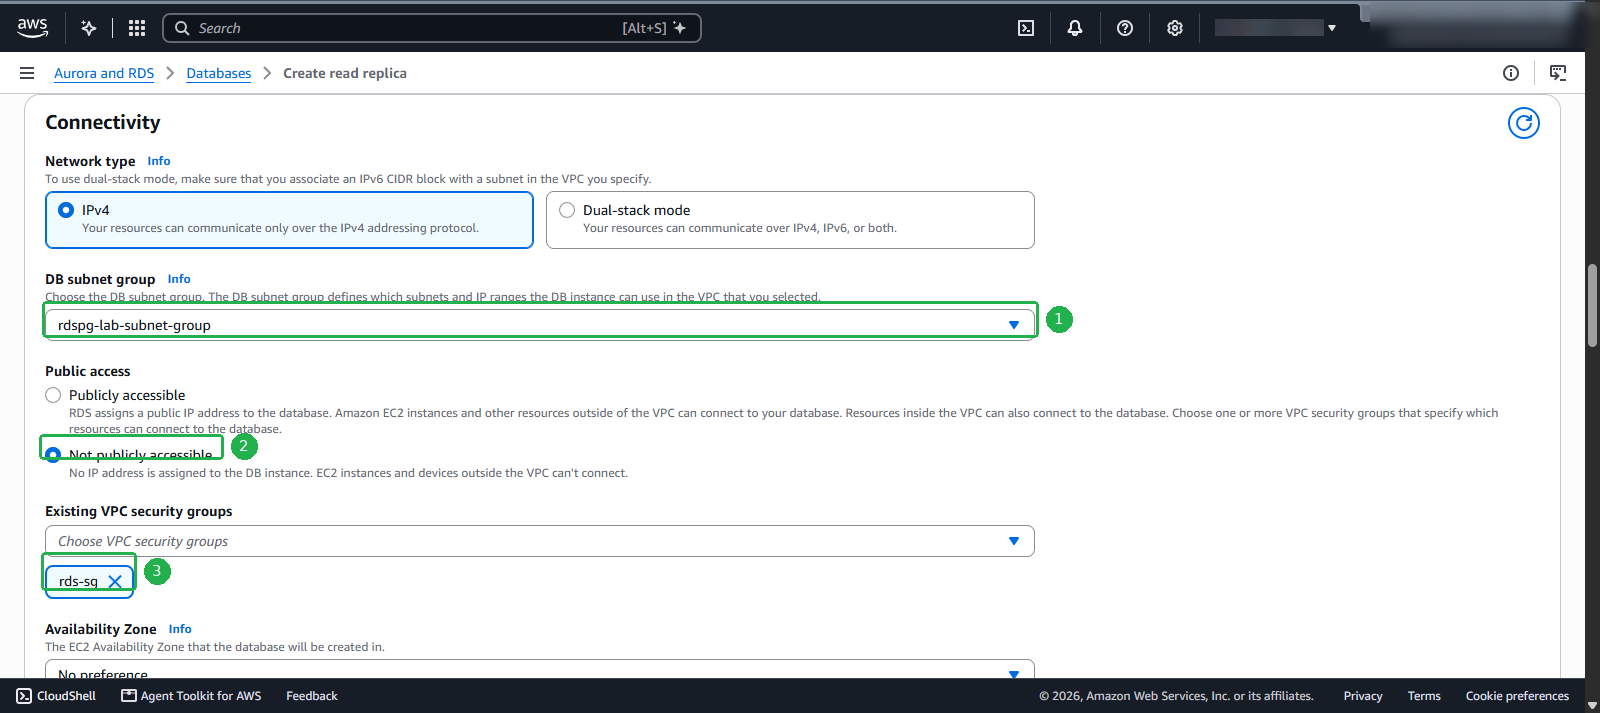 aws
Search
[Alt+S]
Aurora and RDS
Databases
Create read replica
Connectivity
Network type Info
To use dual-stack mode, make sure that you associate an IPv6 CIDR block with a subnet in the VPC you specify.
IPv4
Your resources can communicate only over the IPv4 addressing protocol.
Dual-stack mode
Your resources can communicate over IPv4, IPv6, or both.
DB subnet group Info
Choose the DB subnet group. The DB subnet group defines which subnets and IP ranges the DB instance can use in the VPC that you selected.
rdspg-lab-subnet-group
1
Public access
Publicly accessible
RDS assigns a public IP address to the database. Amazon EC2 instances and other resources outside of the VPC can connect to your database. Resources inside the VPC can also connect to the database. Choose one or more VPC security groups that specify which
resources can connect to the database.
Not publicly accessible
2
No IP address is assigned to the DB instance. EC2 instances and devices outside the VPC can't connect.
Existing VPC security groups
Choose VPC security groups
rds-sg
3
Availability Zone Info
The EC2 Availability Zone that the database will be created in.
No preference
CloudShell
Agent Toolkit for AWS
Feedback
© 2026, Amazon Web Services, Inc. or its affiliates.
Privacy
Terms
Cookie preferences